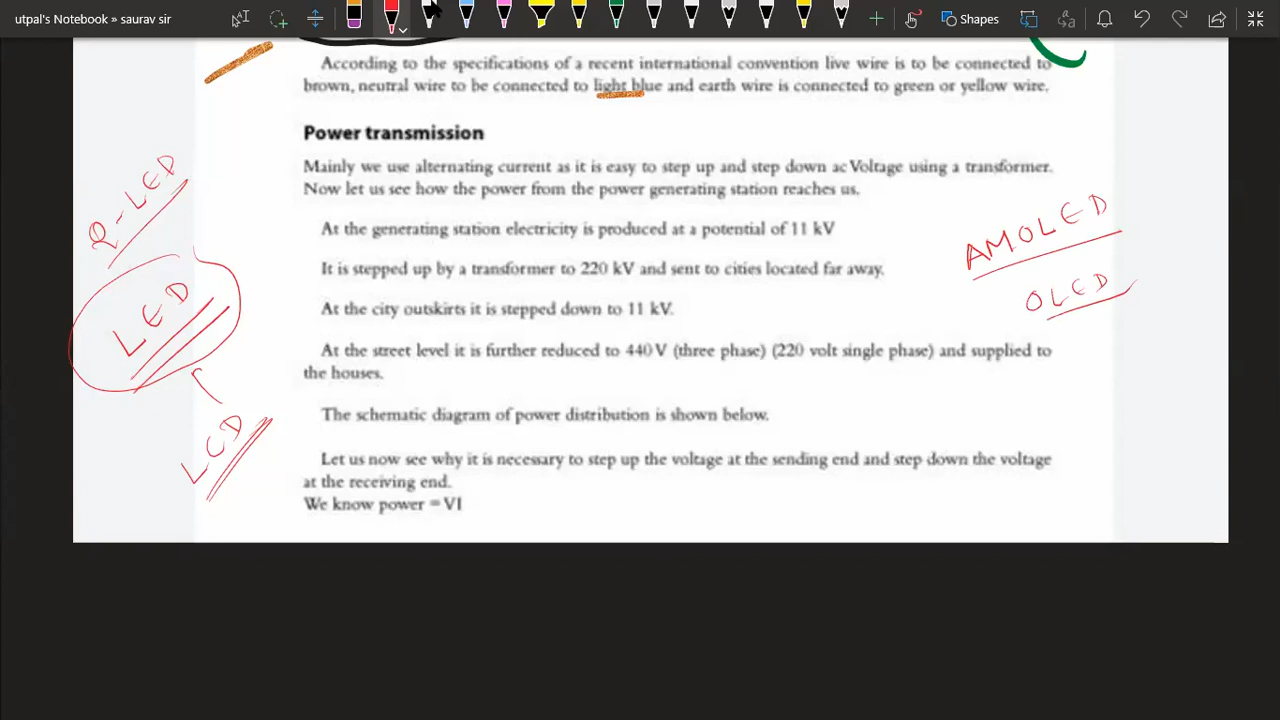 utpal's Notebook » saurav sir
Shapes
According to the specifications of a recent international convention live wire is to be connected to
brown, neutral wire to be connected to light blue and earth wire is connected to green or yellow wire.
Power transmission
Mainly we use alternating current as it is easy to step up and step down ac Voltage using a transformer.
Now let us see how the power from the power generating station reaches us.
At the generating station electricity is produced at a potential of 11 kV
It is stepped up by a transformer to 220 kV and sent to cities located far away.
At the city outskirts it is stepped down to 11 kV.
At the street level it is further reduced to 440 V (three phase) (220 volt single phase) and supplied to
the houses.
The schematic diagram of power distribution is shown below.
Let us now see why it is necessary to step up the voltage at the sending end and step down the voltage
at the receiving end.
We know power = VI
Q-LED
LED
LCD
AMOLED
OLED